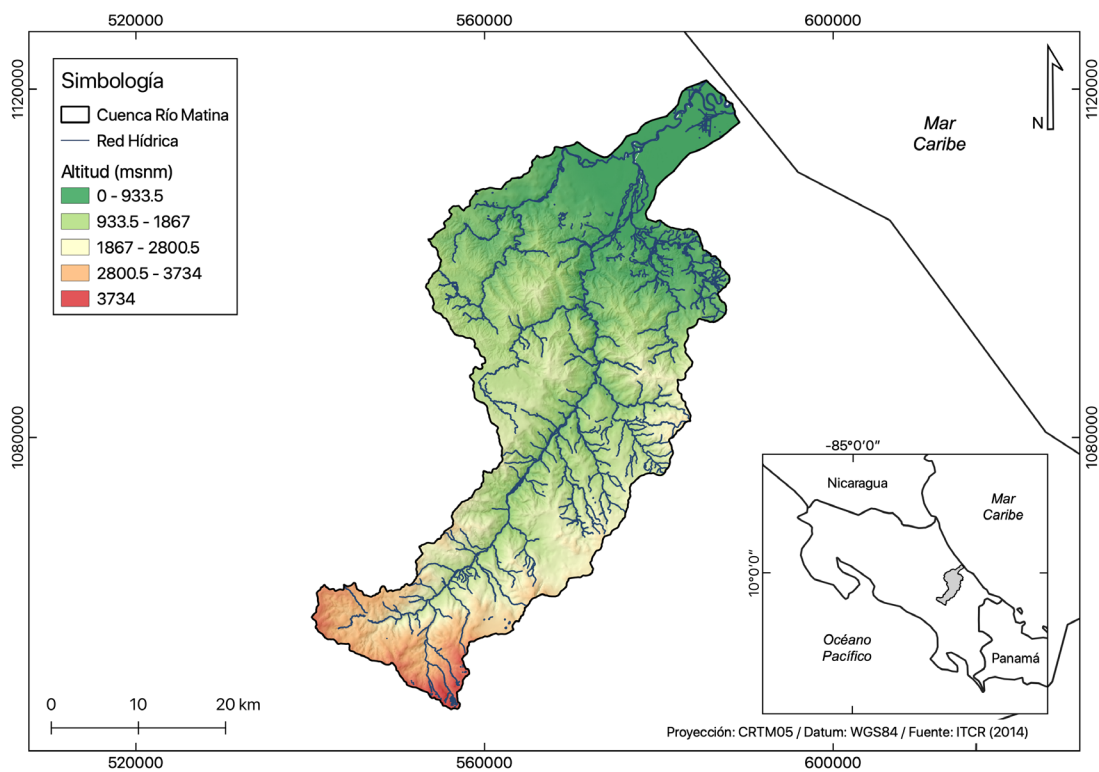 520000
560000
600000
1120000
1120000
Simbología
Cuenca Río Matina
Red Hídrica
Altitud (msnm)
0 - 933.5
933.5 - 1867
1867 - 2800.5
2800.5 - 3734
3734
N
Mar
Caribe
1080000
1080000
-85°0'0"
Nicaragua
Mar
Caribe
10°0'0"
Océano
Pacífico
Panamá
0 10 20 km
Proyección: CRTM05 / Datum: WGS84 / Fuente: ITCR (2014)
520000
560000
600000